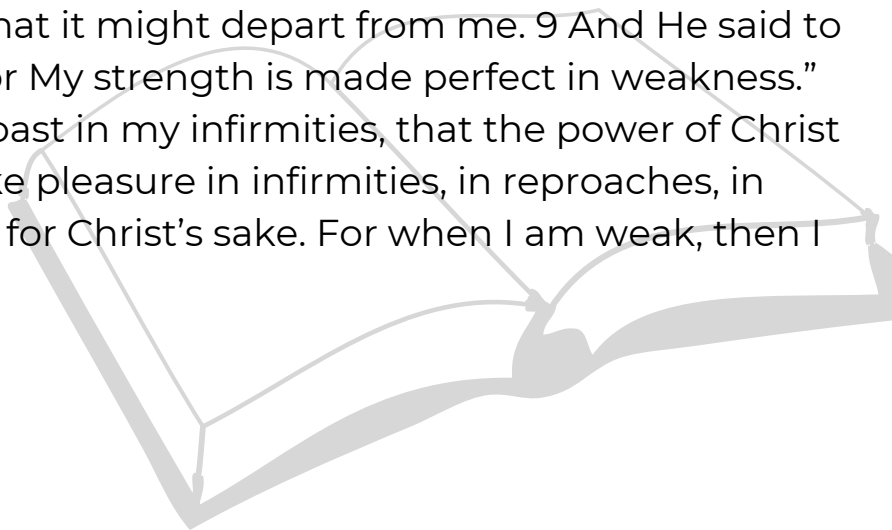 hat it might depart from me. 9 And He said to
r My strength is made perfect in weakness.”
oast in my infirmities, that the power of Christ
ke pleasure in infirmities, in reproaches, in
for Christ’s sake. For when I am weak, then I